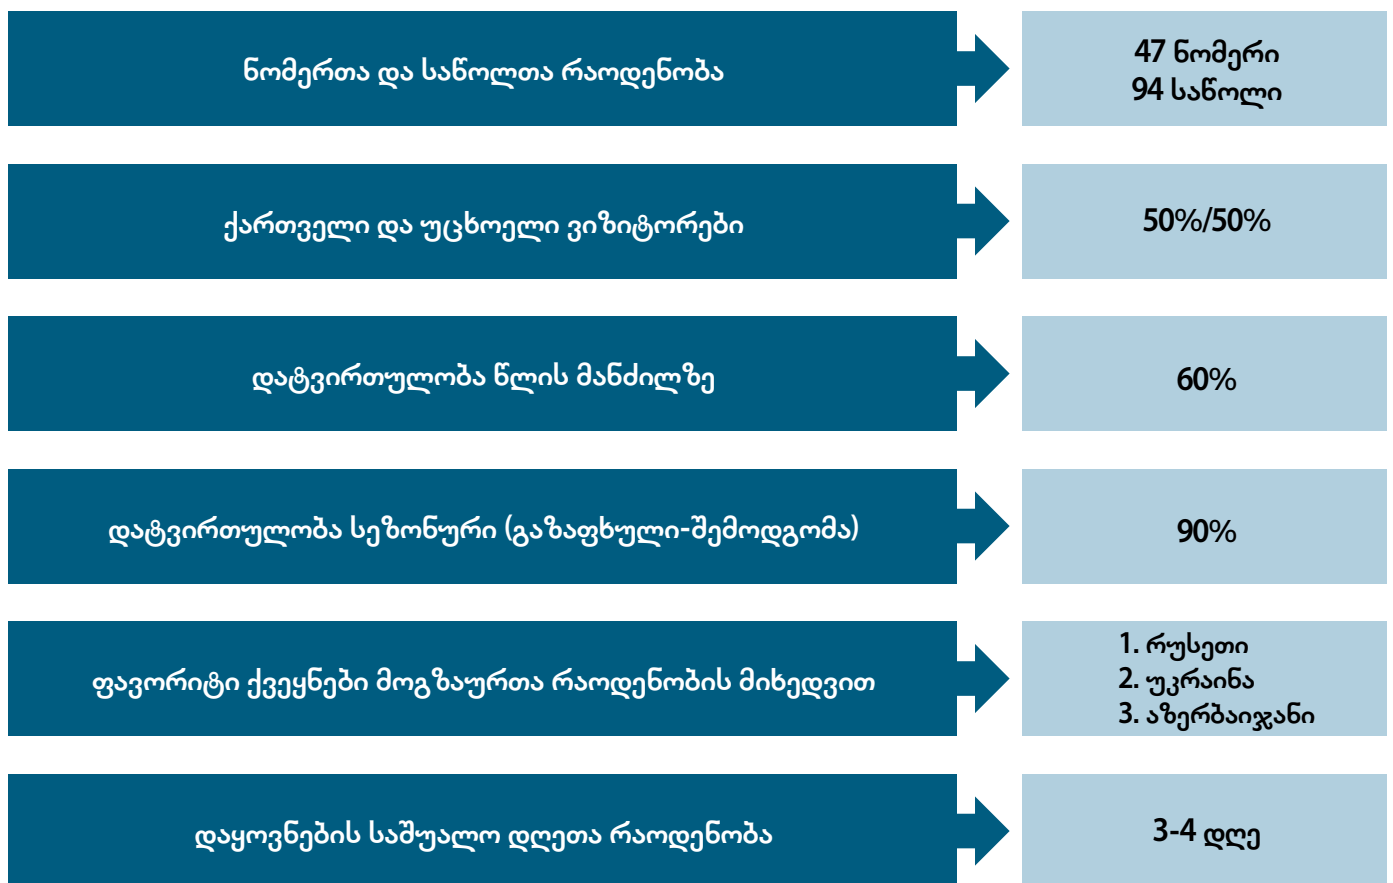 ნომერთა და საწოლთა რაოდენობა
47 ნომერი
94 საწოლი
ქართველი და უცხოელი ვიზიტორები
50%/50%
დატვირთულობა წლის მანძილზე
60%
დატვირთულობა სეზონური (გაზაფხული-შემოდგომა)
90%
ფავორიტი ქვეყნები მოგზაურთა რაოდენობის მიხედვით
1. რუსეთი
2. უკრაინა
3. აზერბაიჯანი
დაყოვნების საშუალო დღეთა რაოდენობა
3-4 დღე